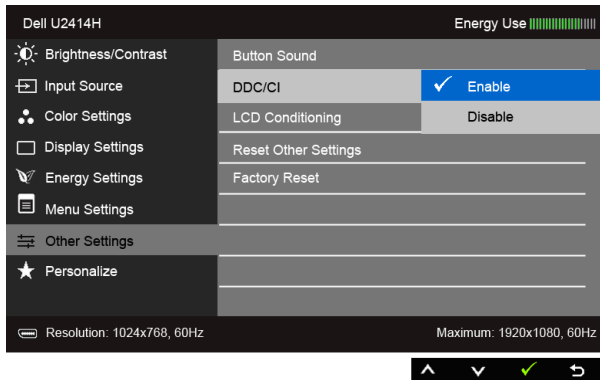 Dell U2414H Energy Use
Brightness/Contrast Button Sound
Input Source DDC/CI Enable
Color Settings LCD Conditioning Disable
Display Settings Reset Other Settings
Energy Settings Factory Reset
Menu Settings
Other Settings
Personalize
Resolution: 1024x768, 60Hz Maximum: 1920x1080, 60Hz